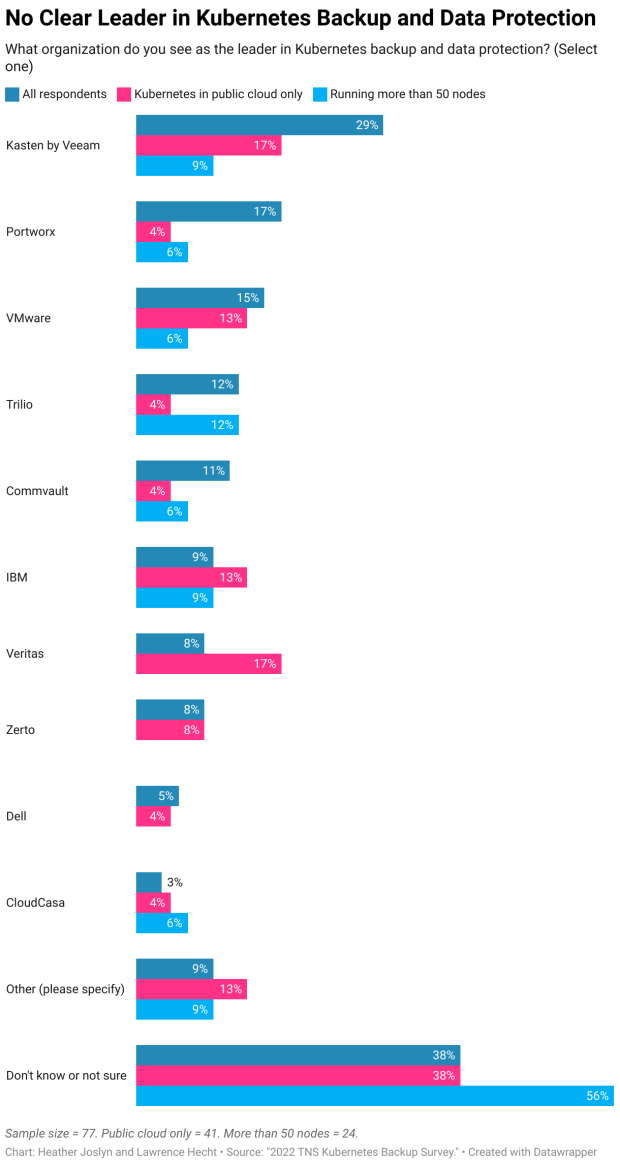 No Clear Leader in Kubernetes Backup and Data Protection
What organization do you see as the leader in Kubernetes backup and data protection? (Select
one)
All respondents Kubernetes in public cloud only Running more than 50 nodes
Kasten by Veeam
29%
17%
9%
Portworx
17%
4%
6%
VMware
15%
13%
6%
Trilio
12%
4%
12%
Commvault
11%
4%
6%
IBM
9%
13%
9%
Veritas
8%
17%
Zerto
8%
8%
Dell
5%
4%
CloudCasa
3%
4%
6%
Other (please specify)
9%
13%
9%
Don't know or not sure
38%
38%
56%
Sample size = 77. Public cloud only = 41. More than 50 nodes = 24.
Chart: Heather Joslyn and Lawrence Hecht • Source: "2022 TNS Kubernetes Backup Survey." • Created with Datawrapper